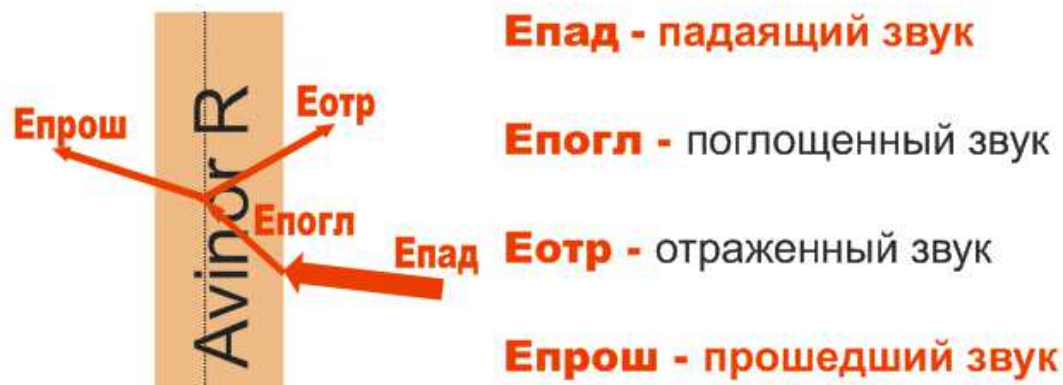 Епад - падаящий звук
Еотр
Епрош
Епогл - поглощенный звук
Avinor R
Епогл
Епад
Еотр - отраженный звук
Епрош - прошедший звук